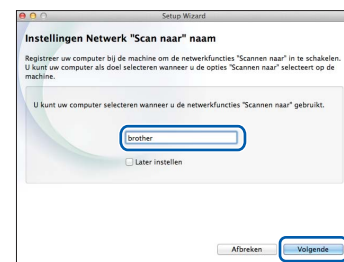 Setup Wizard
Instellingen Netwerk "Scan naar" naam
Registreer uw computer bij de machine om de netwerkfuncties "Scannen naar" in te schakelen.
U kunt uw computer als doel selecteren wanneer u de opties "Scannen naar" selecteert op de
machine.
U kunt uw computer selecteren wanneer u de netwerkfuncties "Scannen naar" gebruikt.
brother
Later instellen
Afbreken
Volgende